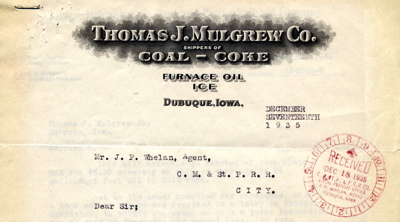 THOMAS J. MULGREW CO.
SHIPPERS OF
COAL – COKE
FURNACE OIL
ICE
DUBUQUE, IOWA.
DECEMBER
SEVENTEENTH
1935
Mr. J. P. Whelan, Agent,
C. M. & St. P. R. R.
CITY.
Dear Sir;
RECEIVED
DEC 18 1935